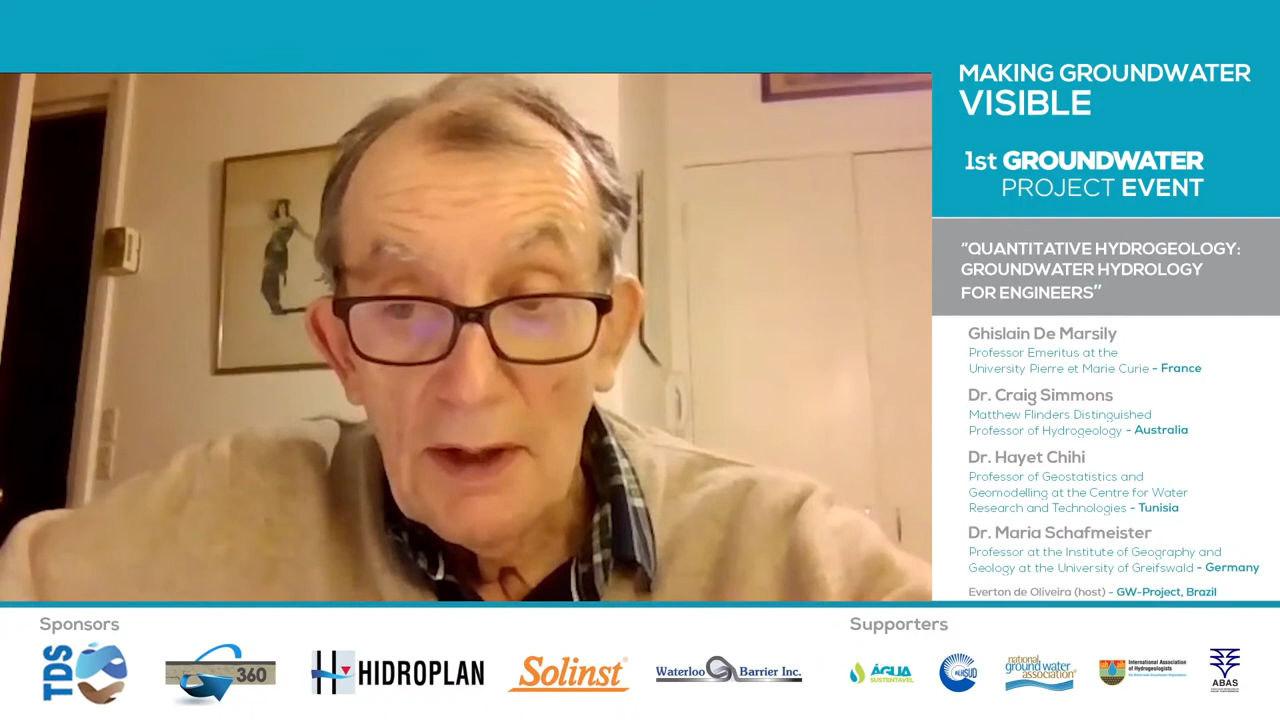 MAKING GROUNDWATER
VISIBLE
1st GROUNDWATER
PROJECT EVENT
“QUANTITATIVE HYDROGEOLOGY:
GROUNDWATER HYDROLOGY
FOR ENGINEERS”
Ghislain De Marsily
Professor Emeritus at the
University Pierre et Marie Curie - France
Dr. Craig Simmons
Matthew Flinders Distinguished
Professor of Hydrogeology - Australia
Dr. Hayet Chihi
Professor of Geostatistics and
Geomodelling at the Centre for Water
Research and Technologies - Tunisia
Dr. Maria Schafmeister
Professor at the Institute of Geography and
Geology at the University of Greifswald - Germany
Everton de Oliveira (host) - GW-Project, Brazil
Sponsors
TDS
360
HIDROPLAN
Solinst
Waterloo Barrier Inc.
Supporters
ÁGUA
SUSTENTAVEL
national
ground water
association
International Association
of Hydrogeologists
ABAS